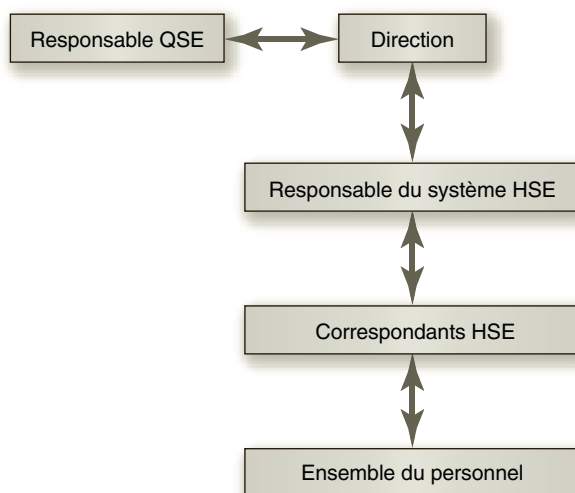 Responsable QSE
Direction
Responsable du système HSE
Correspondants HSE
Ensemble du personnel